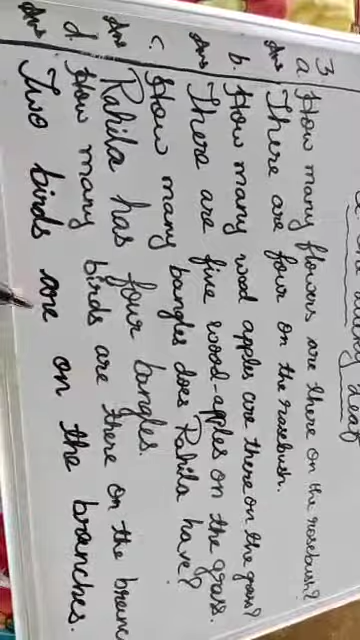 3
a. How many flowers are there on the rosebush?
Ans There are four on the rosebush.
b. How many wood apples are there on the grass?
Ans There are five wood-apples on the grass.
c. How many bangles does Rahila have?
Ans Rahila has four bangles.
d. How many birds are there on the branc
Ans Two birds are on the branches.